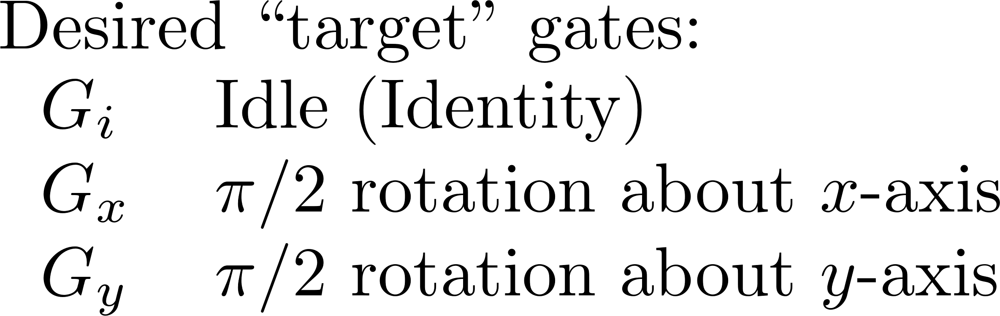 Desired “target” gates:
G_i Idle (Identity)
G_x π/2 rotation about x-axis
G_y π/2 rotation about y-axis